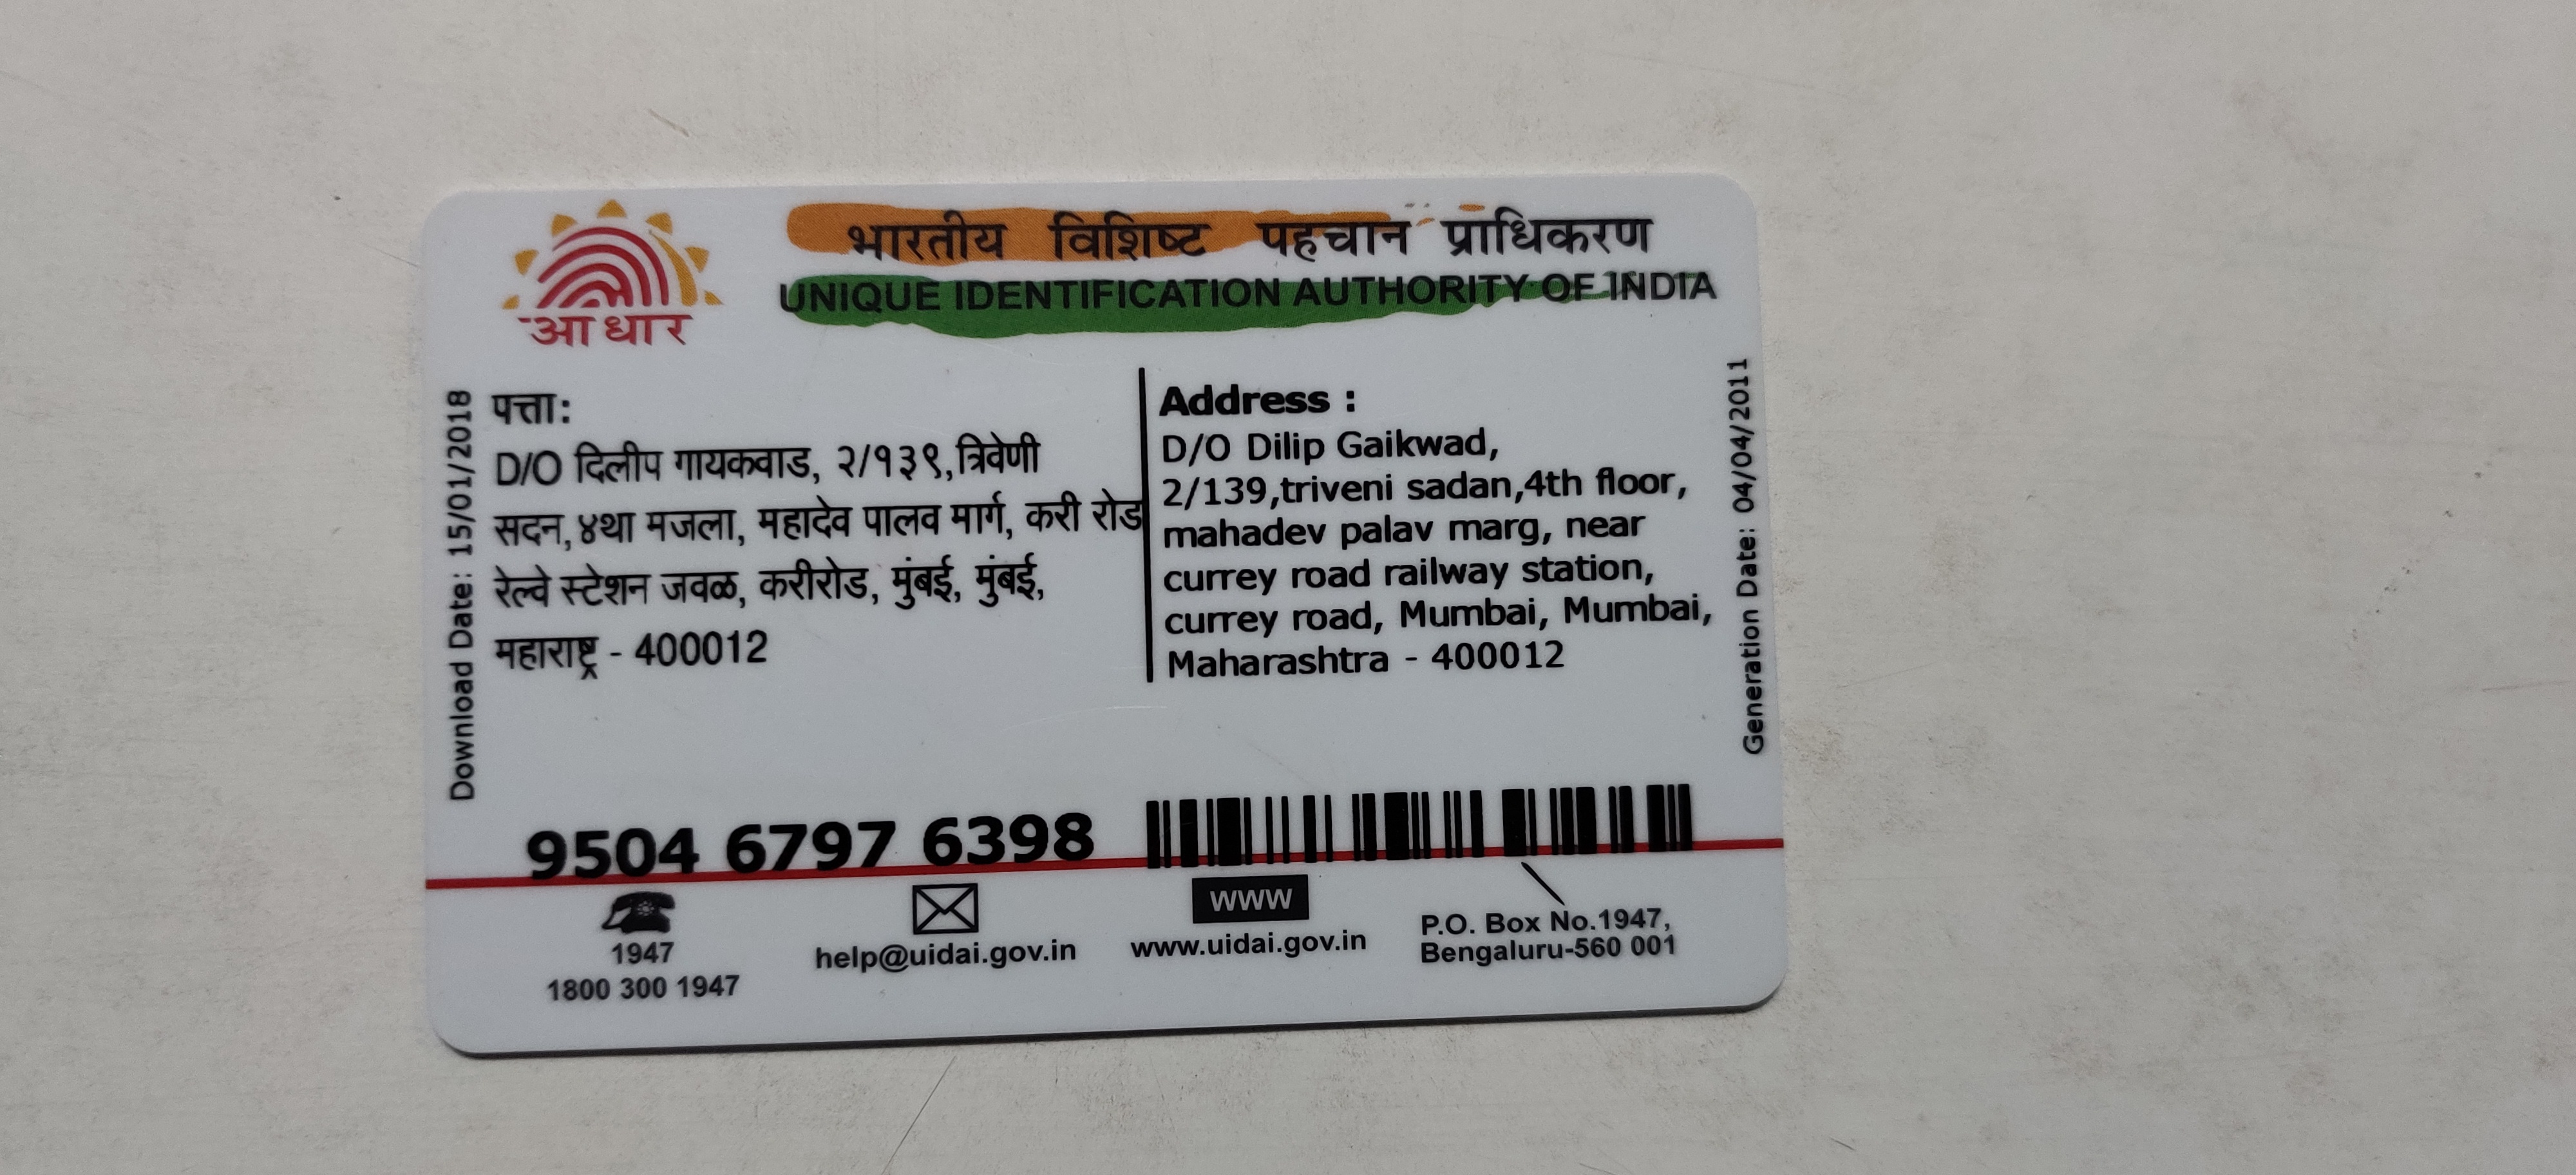 आधार
भारतीय विशिष्ट पहचान प्राधिकरण
UNIQUE IDENTIFICATION AUTHORITY OF INDIA
Download Date: 15/01/2018
पत्ता:
D/O दिलीप गायकवाड, २/१३९,त्रिवेणी
सदन,४था मजला, महादेव पालव मार्ग, करी रोड
रेल्वे स्टेशन जवळ, करीरोड, मुंबई, मुंबई,
महाराष्ट्र - 400012
Address :
D/O Dilip Gaikwad,
2/139,triveni sadan,4th floor,
mahadev palav marg, near
currey road railway station,
currey road, Mumbai, Mumbai,
Maharashtra - 400012
Generation Date: 04/04/2011
9504 6797 6398
1947
1800 300 1947
help@uidai.gov.in
www
www.uidai.gov.in
P.O. Box No.1947,
Bengaluru-560 001